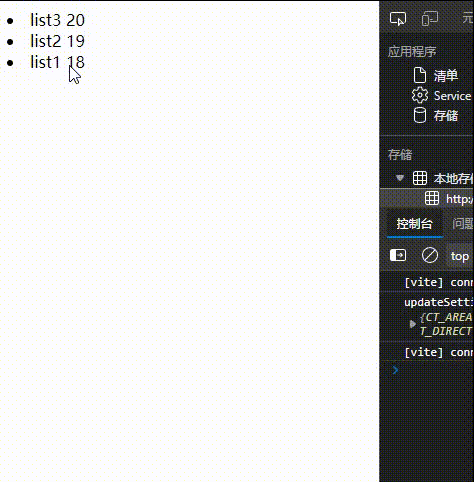 list3 20
list2 19
list1 18
应用程序
清单
Service
存储
存储
本地存储
http:/
控制台 问题
top
[vite] conn
updateSetti
{CT_AREA
T_DIRECT
[vite] conn